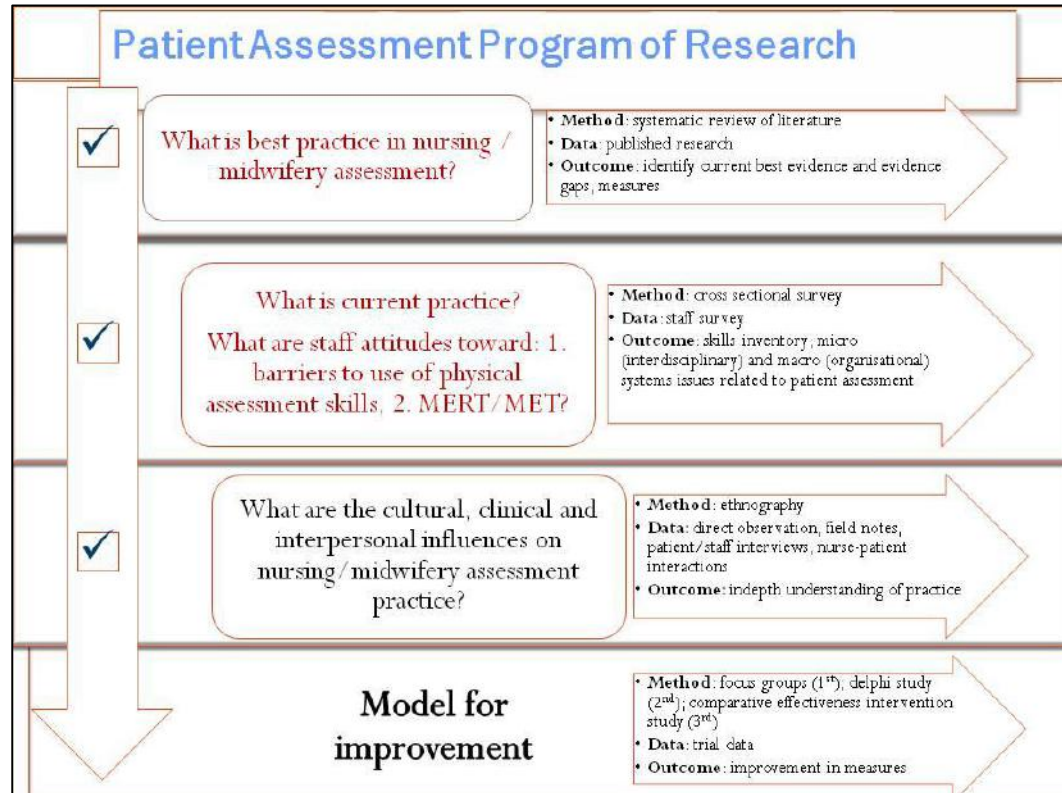 Patient Assessment Program of Research
What is best practice in nursing /
midwifery assessment?
• Method: systematic review of literature
• Data: published research
• Outcome: identify current best evidence and evidence
gaps, measures
What is current practice?
What are staff attitudes toward: 1.
barriers to use of physical
assessment skills, 2. MERT/MET?
• Method: cross sectional survey
• Data: staff survey
• Outcome: skills inventory, micro
(interdisciplinary) and macro (organisational)
systems issues related to patient assessment
What are the cultural, clinical and
interpersonal influences on
nursing/midwifery assessment
practice?
• Method: ethnography
• Data: direct observation, field notes,
patient/staff interviews, nurse-patient
interactions
• Outcome: indepth understanding of practice
Model for
improvement
• Method: focus groups (1st); delphi study
(2nd); comparative effectiveness intervention
study (3rd)
• Data: trial data
• Outcome: improvement in measures